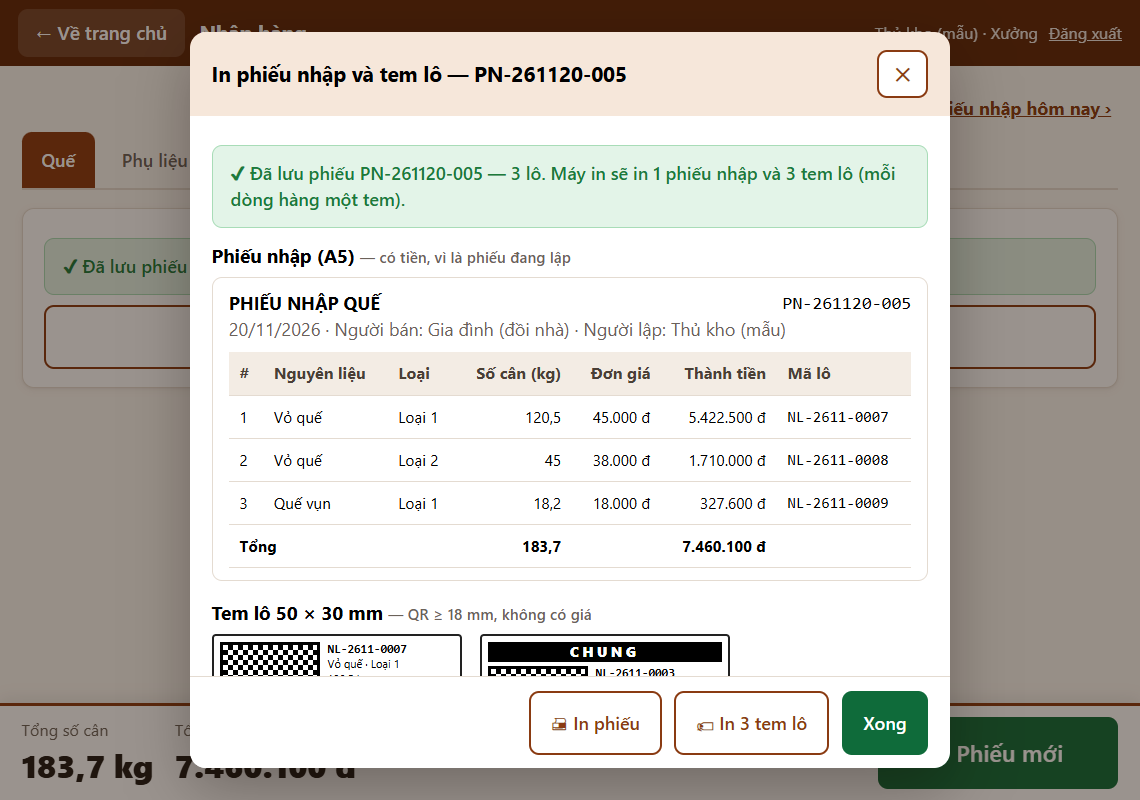 ← Về trang chủ
Đăng xuất
In phiếu nhập và tem lô — PN-261120-005
×
nhập hôm nay ›
Quế
Phụ liệu
✔ Đã lưu phiếu PN-261120-005 — 3 lô. Máy in sẽ in 1 phiếu nhập và 3 tem lô (mỗi
dòng hàng một tem).
✔ Đã lưu phiếu
Phiếu nhập (A5) — có tiền, vì là phiếu đang lập
PHIẾU NHẬP QUẾ PN-261120-005
20/11/2026 · Người bán: Gia đình (đồi nhà) · Người lập: Thủ kho (mẫu)
# Nguyên liệu Loại Số cân (kg) Đơn giá Thành tiền Mã lô
1 Vỏ quế Loại 1 120,5 45.000 đ 5.422.500 đ NL-2611-0007
2 Vỏ quế Loại 2 45 38.000 đ 1.710.000 đ NL-2611-0008
3 Quế vụn Loại 1 18,2 18.000 đ 327.600 đ NL-2611-0009
Tổng 183,7 7.460.100 đ
Tem lô 50 × 30 mm — QR ≥ 18 mm, không có giá
NL-2611-0007
Vỏ quế · Loại 1
CHUNG
NL-2611-0003
In phiếu
In 3 tem lô
Xong
Tổng số cân
183,7 kg
Phiếu mới